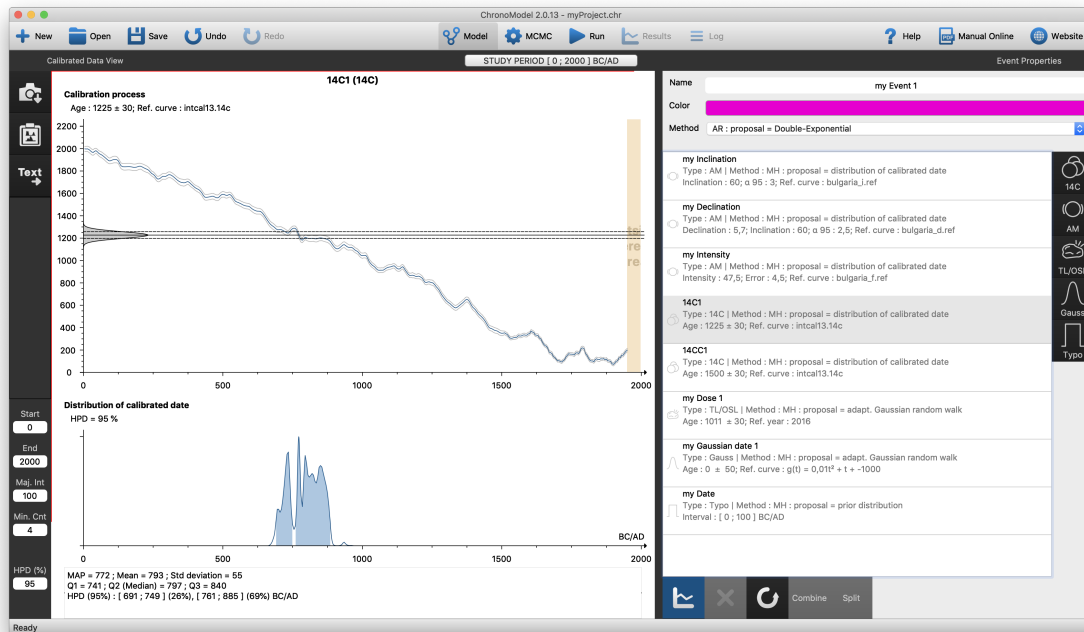 ChronoModel 2.0.13 - myProject.chr
New Open Save Undo Redo Model MCMC Run Results Log Help Manual Online Website
Calibrated Data View STUDY PERIOD [ 0 ; 2000 ] BC/AD Event Properties
14C1 (14C)
Calibration process
Age : 1225 ± 30; Ref. curve : intcal13.14c
2200
2000
1800
1600
1400
1200
1000
800
600
400
200
0
0 500 1000 1500 2000
re
re
Distribution of calibrated date
HPD = 95 %
BC/AD
0 500 1000 1500 2000
MAP = 772 ; Mean = 793 ; Std deviation = 55
Q1 = 741 ; Q2 (Median) = 797 ; Q3 = 840
HPD (95%) : [ 691 ; 749 ] (26%), [ 761 ; 885 ] (69%) BC/AD
Text
Start
0
End
2000
Maj. Int
100
Min. Cnt
4
HPD (%)
95
Name my Event 1
Color
Method AR : proposal = Double-Exponential
my Inclination
Type : AM | Method : MH : proposal = distribution of calibrated date
Inclination : 60; α 95 : 3; Ref. curve : bulgaria_i.ref
my Declination
Type : AM | Method : MH : proposal = distribution of calibrated date
Declination : 5,7; Inclination : 60; α 95 : 2,5; Ref. curve : bulgaria_d.ref
my Intensity
Type : AM | Method : MH : proposal = distribution of calibrated date
Intensity : 47,5; Error : 4,5; Ref. curve : bulgaria_f.ref
14C1
Type : 14C | Method : MH : proposal = distribution of calibrated date
Age : 1225 ± 30; Ref. curve : intcal13.14c
14CC1
Type : 14C | Method : MH : proposal = distribution of calibrated date
Age : 1500 ± 30; Ref. curve : intcal13.14c
my Dose 1
Type : TL/OSL | Method : MH : proposal = adapt. Gaussian random walk
Age : 1011 ± 30; Ref. year : 2016
my Gaussian date 1
Type : Gauss | Method : MH : proposal = adapt. Gaussian random walk
Age : 0 ± 50; Ref. curve : g(t) = 0,01t² + t + -1000
my Date
Type : Typo | Method : MH : proposal = prior distribution
Interval : [ 0 ; 100 ] BC/AD
14C
AM
TL/OSL
Gauss
Typo
Combine Split
Ready